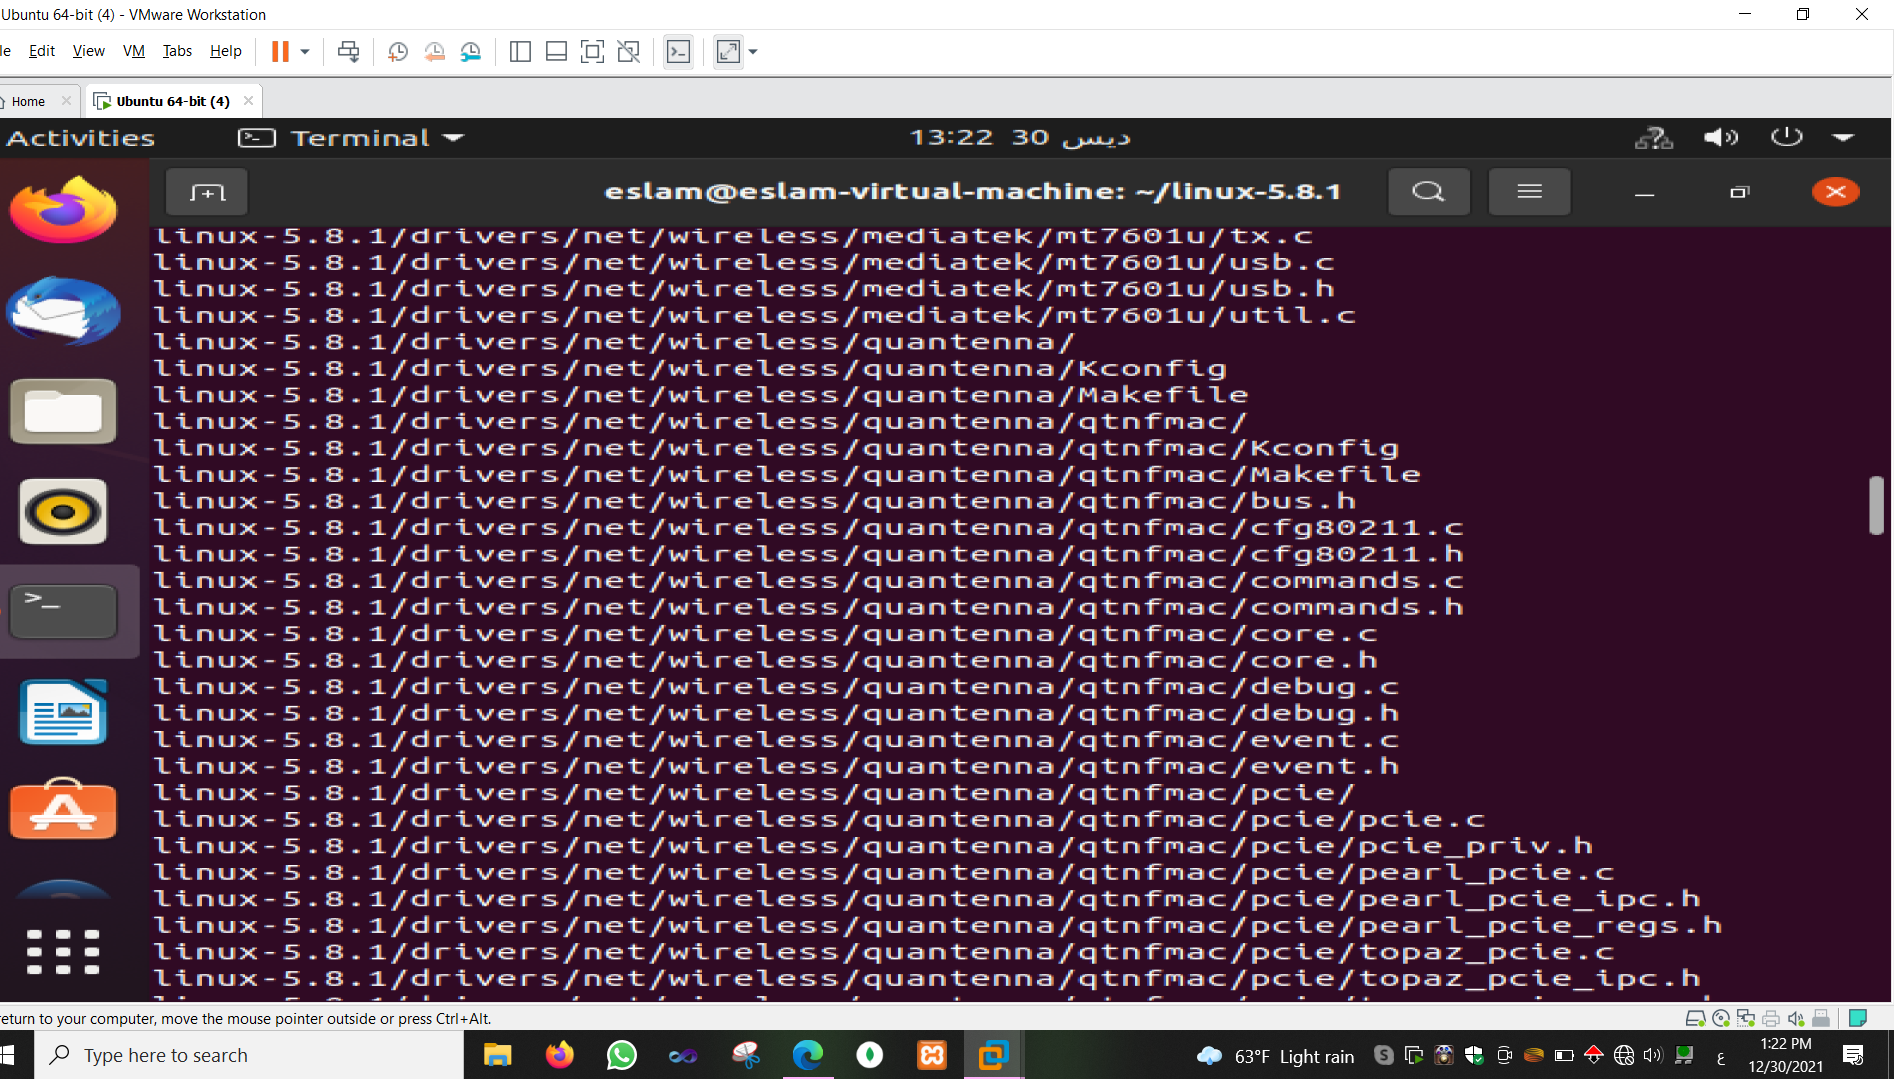 Ubuntu 64-bit (4) - VMware Workstation
le Edit View VM Tabs Help
Home
Ubuntu 64-bit (4)
Activities
Terminal
13:22 30 ديس
eslam@eslam-virtual-machine: ~/linux-5.8.1
linux-5.8.1/drivers/net/wireless/mediatek/mt7601u/tx.c
linux-5.8.1/drivers/net/wireless/mediatek/mt7601u/usb.c
linux-5.8.1/drivers/net/wireless/mediatek/mt7601u/usb.h
linux-5.8.1/drivers/net/wireless/mediatek/mt7601u/util.c
linux-5.8.1/drivers/net/wireless/quantenna/
linux-5.8.1/drivers/net/wireless/quantenna/Kconfig
linux-5.8.1/drivers/net/wireless/quantenna/Makefile
linux-5.8.1/drivers/net/wireless/quantenna/qtnfmac/
linux-5.8.1/drivers/net/wireless/quantenna/qtnfmac/Kconfig
linux-5.8.1/drivers/net/wireless/quantenna/qtnfmac/Makefile
linux-5.8.1/drivers/net/wireless/quantenna/qtnfmac/bus.h
linux-5.8.1/drivers/net/wireless/quantenna/qtnfmac/cfg80211.c
linux-5.8.1/drivers/net/wireless/quantenna/qtnfmac/cfg80211.h
linux-5.8.1/drivers/net/wireless/quantenna/qtnfmac/commands.c
linux-5.8.1/drivers/net/wireless/quantenna/qtnfmac/commands.h
linux-5.8.1/drivers/net/wireless/quantenna/qtnfmac/core.c
linux-5.8.1/drivers/net/wireless/quantenna/qtnfmac/core.h
linux-5.8.1/drivers/net/wireless/quantenna/qtnfmac/debug.c
linux-5.8.1/drivers/net/wireless/quantenna/qtnfmac/debug.h
linux-5.8.1/drivers/net/wireless/quantenna/qtnfmac/event.c
linux-5.8.1/drivers/net/wireless/quantenna/qtnfmac/event.h
linux-5.8.1/drivers/net/wireless/quantenna/qtnfmac/pcie/
linux-5.8.1/drivers/net/wireless/quantenna/qtnfmac/pcie/pcie.c
linux-5.8.1/drivers/net/wireless/quantenna/qtnfmac/pcie/pcie_priv.h
linux-5.8.1/drivers/net/wireless/quantenna/qtnfmac/pcie/pearl_pcie.c
linux-5.8.1/drivers/net/wireless/quantenna/qtnfmac/pcie/pearl_pcie_ipc.h
linux-5.8.1/drivers/net/wireless/quantenna/qtnfmac/pcie/pearl_pcie_regs.h
linux-5.8.1/drivers/net/wireless/quantenna/qtnfmac/pcie/topaz_pcie.c
linux-5.8.1/drivers/net/wireless/quantenna/qtnfmac/pcie/topaz_pcie_ipc.h
eturn to your computer, move the mouse pointer outside or press Ctrl+Alt.
Type here to search
63°F Light rain
ع
1:22 PM
12/30/2021